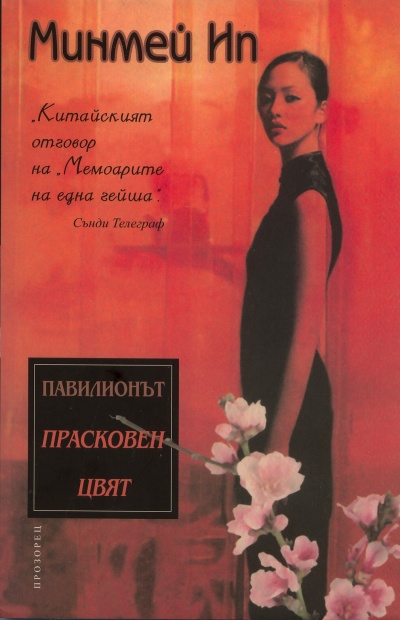 Минмей Ип
„Китайският
отговор
на „Мемоарите
на една гейша“.
Сънди Телеграф
ПАВИЛИОНЪТ
ПРАСКОВЕН
ЦВЯТ
ПРОЗОРЕЦ